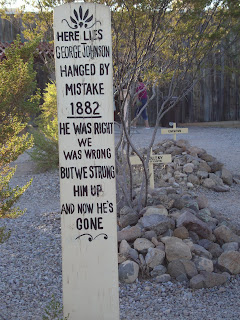 HERE LIES
GEORGE JOHNSON
HANGED BY
MISTAKE
1882
HE WAS RIGHT
WE
WAS WRONG
BUT WE STRUNG
HIM UP
AND NOW HE'S
GONE